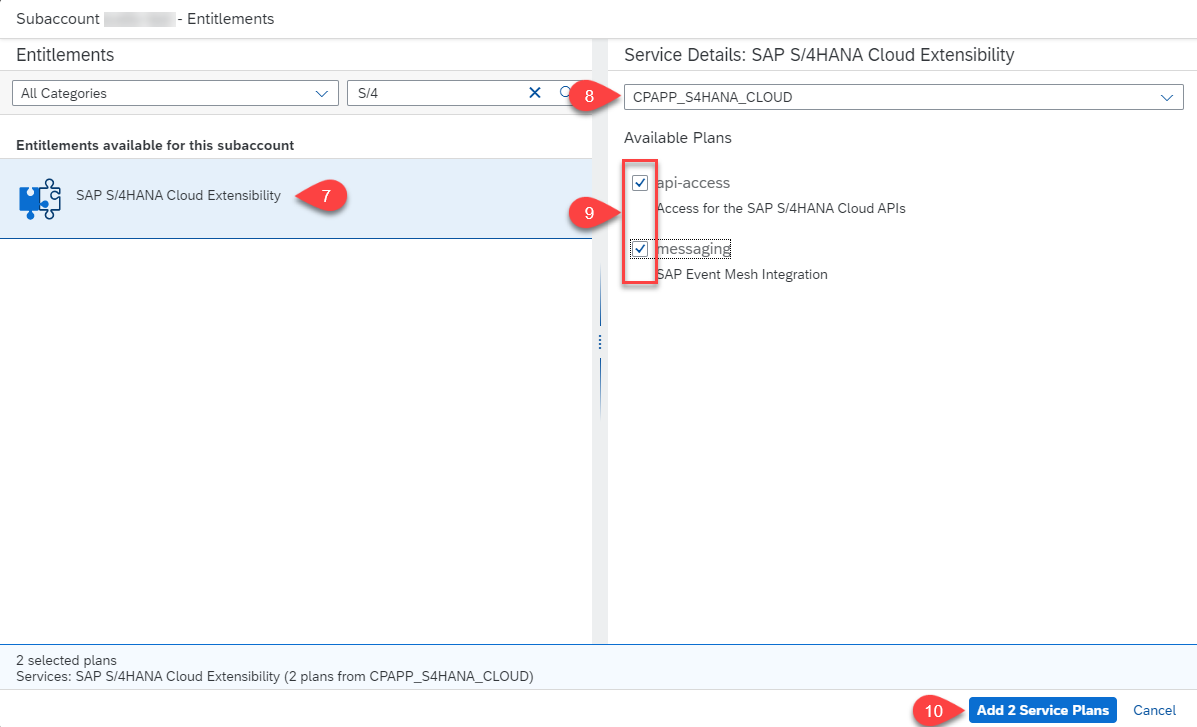 Subaccount - Entitlements
Entitlements
All Categories
S/4
Entitlements available for this subaccount
SAP S/4HANA Cloud Extensibility
7
Service Details: SAP S/4HANA Cloud Extensibility
8
CPAPP_S4HANA_CLOUD
Available Plans
api-access
Access for the SAP S/4HANA Cloud APIs
9
messaging
SAP Event Mesh Integration
2 selected plans
Services: SAP S/4HANA Cloud Extensibility (2 plans from CPAPP_S4HANA_CLOUD)
10
Add 2 Service Plans
Cancel